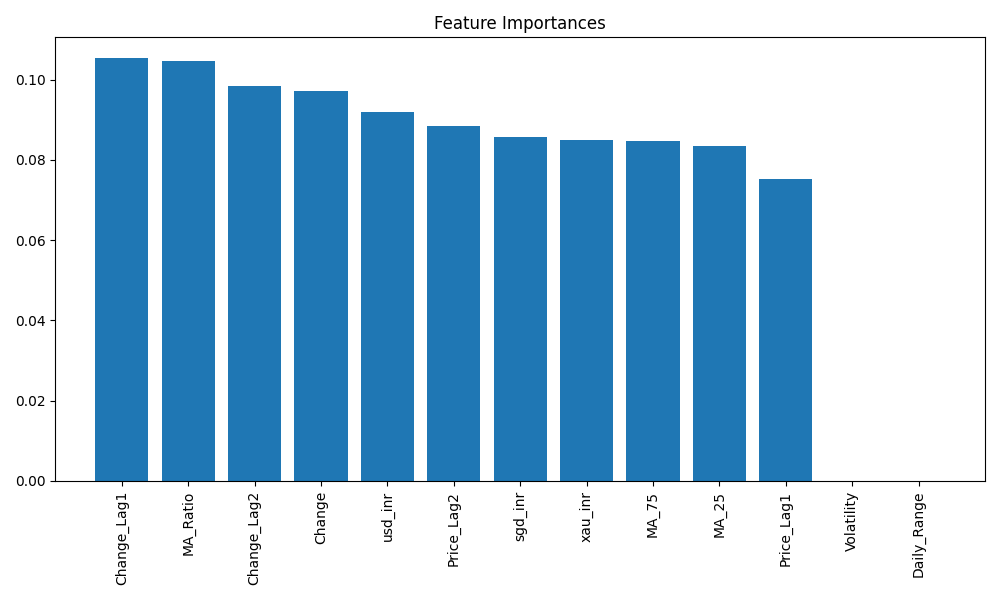 Feature Importances
0.10
0.08
0.06
0.04
0.02
0.00
Change_Lag1
MA_Ratio
Change_Lag2
Change
usd_inr
Price_Lag2
sgd_inr
xau_inr
MA_75
MA_25
Price_Lag1
Volatility
Daily_Range